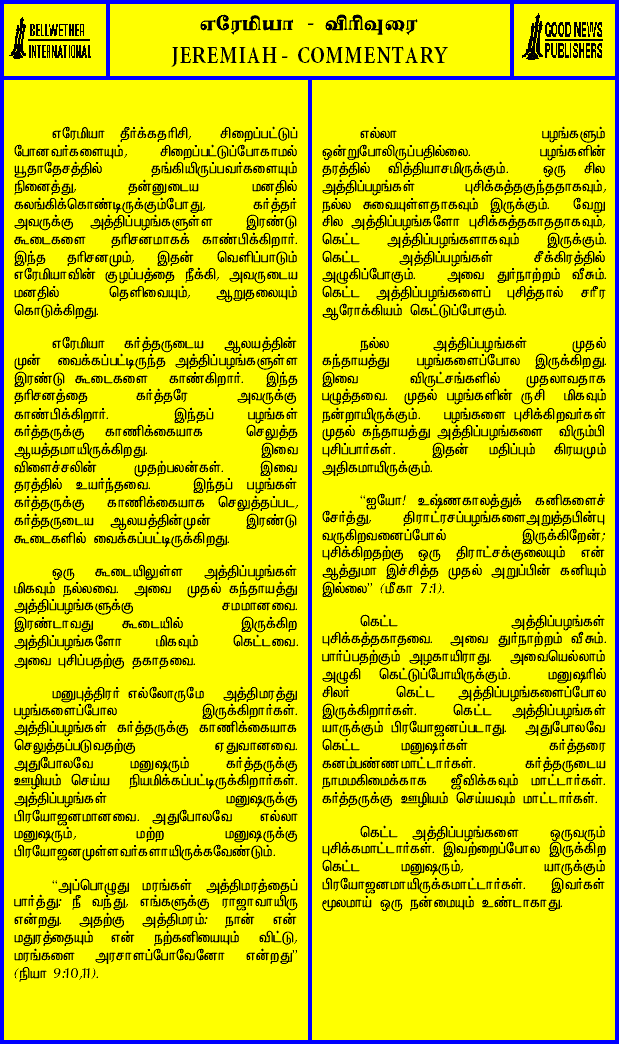 BELLWETHER
INTERNATIONAL
எரேமியா - விரிவுரை
JEREMIAH - COMMENTARY
GOOD NEWS
PUBLISHERS
எரேமியா தீர்க்கதரிசி, சிறைப்பட்டுப்
போனவர்களையும், சிறைப்பட்டுப்போகாமல்
யூதாதேசத்தில் தங்கியிருப்பவர்களையும்
நினைத்து, தன்னுடைய மனதில்
கலங்கிக்கொண்டிருக்கும்போது, கர்த்தர்
அவருக்கு அத்திப்பழங்களுள்ள இரண்டு
கூடைகளை தரிசனமாகக் காண்பிக்கிறார்.
இந்த தரிசனமும், இதன் வெளிப்பாடும்
எரேமியாவின் குழப்பத்தை நீக்கி, அவருடைய
மனதில் தெளிவையும், ஆறுதலையும்
கொடுக்கிறது.
எரேமியா கர்த்தருடைய ஆலயத்தின்
முன் வைக்கப்பட்டிருந்த அத்திப்பழங்களுள்ள
இரண்டு கூடைகளை காண்கிறார். இந்த
தரிசனத்தை கர்த்தரே அவருக்கு
காண்பிக்கிறார். இந்தப் பழங்கள்
கர்த்தருக்கு காணிக்கையாக செலுத்த
ஆயத்தமாயிருக்கிறது. இவை
விளைச்சலின் முதற்பலன்கள். இவை
தரத்தில் உயர்ந்தவை. இந்தப் பழங்கள்
கர்த்தருக்கு காணிக்கையாக செலுத்தப்பட,
கர்த்தருடைய ஆலயத்தின்முன் இரண்டு
கூடைகளில் வைக்கப்பட்டிருக்கிறது.
ஒரு கூடையிலுள்ள அத்திப்பழங்கள்
மிகவும் நல்லவை. அவை முதல் கந்தாயத்து
அத்திப்பழங்களுக்கு சமமானவை.
இரண்டாவது கூடையில் இருக்கிற
அத்திப்பழங்களோ மிகவும் கெட்டவை.
அவை புசிப்பதற்கு தகாதவை.
மனுபுத்திரர் எல்லோருமே அத்திமரத்து
பழங்களைப்போல இருக்கிறார்கள்.
அத்திப்பழங்கள் கர்த்தருக்கு காணிக்கையாக
செலுத்தப்படுவதற்கு ஏதுவானவை.
அதுபோலவே மனுஷரும் கர்த்தருக்கு
ஊழியம் செய்ய நியமிக்கப்பட்டிருக்கிறார்கள்.
அத்திப்பழங்கள் மனுஷருக்கு
பிரயோஜனமானவை. அதுபோலவே எல்லா
மனுஷரும், மற்ற மனுஷருக்கு
பிரயோஜனமுள்ளவர்களாயிருக்கவேண்டும்.
“அப்பொழுது மரங்கள் அத்திமரத்தைப்
பார்த்து: நீ வந்து, எங்களுக்கு ராஜாவாயிரு
என்றது. அதற்கு அத்திமரம்: நான் என்
மதுரத்தையும் என் நற்கனியையும் விட்டு,
மரங்களை அரசாளப்போவேனோ என்றது”
(நியா 9:10,11).
எல்லா பழங்களும்
ஒன்றுபோலிருப்பதில்லை. பழங்களின்
தரத்தில் வித்தியாசமிருக்கும். ஒரு சில
அத்திப்பழங்கள் புசிக்கத்தகுந்ததாகவும்,
நல்ல சுவையுள்ளதாகவும் இருக்கும். வேறு
சில அத்திப்பழங்களோ புசிக்கத்தகாததாகவும்,
கெட்ட அத்திப்பழங்களாகவும் இருக்கும்.
கெட்ட அத்திப்பழங்கள் சீக்கிரத்தில்
அழுகிப்போகும். அவை துர்நாற்றம் வீசும்.
கெட்ட அத்திப்பழங்களைப் புசித்தால் சரீர
ஆரோக்கியம் கெட்டுப்போகும்.
நல்ல அத்திப்பழங்கள் முதல்
கந்தாயத்து பழங்களைப்போல இருக்கிறது.
இவை விருட்சங்களில் முதலாவதாக
பழுத்தவை. முதல் பழங்களின் ருசி மிகவும்
நன்றாயிருக்கும். பழங்களை புசிக்கிறவர்கள்
முதல் கந்தாயத்து அத்திப்பழங்களை விரும்பி
புசிப்பார்கள். இதன் மதிப்பும் கிரயமும்
அதிகமாயிருக்கும்.
“ஐயோ! உஷ்ணகாலத்துக் கனிகளைச்
சேர்த்து, திராட்ரசப்பழங்களைஅறுத்தபின்பு
வருகிறவனைப்போல் இருக்கிறேன்;
புசிக்கிறதற்கு ஒரு திராட்சக்குலையும் என்
ஆத்துமா இச்சித்த முதல் அறுப்பின் கனியும்
இல்லை” (மீகா 7:1).
கெட்ட அத்திப்பழங்கள்
புசிக்கத்தகாதவை. அவை துர்நாற்றம் வீசும்.
பார்ப்பதற்கும் அழகாயிராது. அவையெல்லாம்
அழுகி கெட்டுப்போயிருக்கும். மனுஷரில்
சிலர் கெட்ட அத்திப்பழங்களைப்போல
இருக்கிறார்கள். கெட்ட அத்திப்பழங்கள்
யாருக்கும் பிரயோஜனப்படாது. அதுபோலவே
கெட்ட மனுஷர்கள் கர்த்தரை
கனம்பண்ணமாட்டார்கள். கர்த்தருடைய
நாமமகிமைக்காக ஜீவிக்கவும் மாட்டார்கள்.
கர்த்தருக்கு ஊழியம் செய்யவும் மாட்டார்கள்.
கெட்ட அத்திப்பழங்களை ஒருவரும்
புசிக்கமாட்டார்கள். இவற்றைப்போல இருக்கிற
கெட்ட மனுஷரும், யாருக்கும்
பிரயோஜனமாயிருக்கமாட்டார்கள். இவர்கள்
மூலமாய் ஒரு நன்மையும் உண்டாகாது.